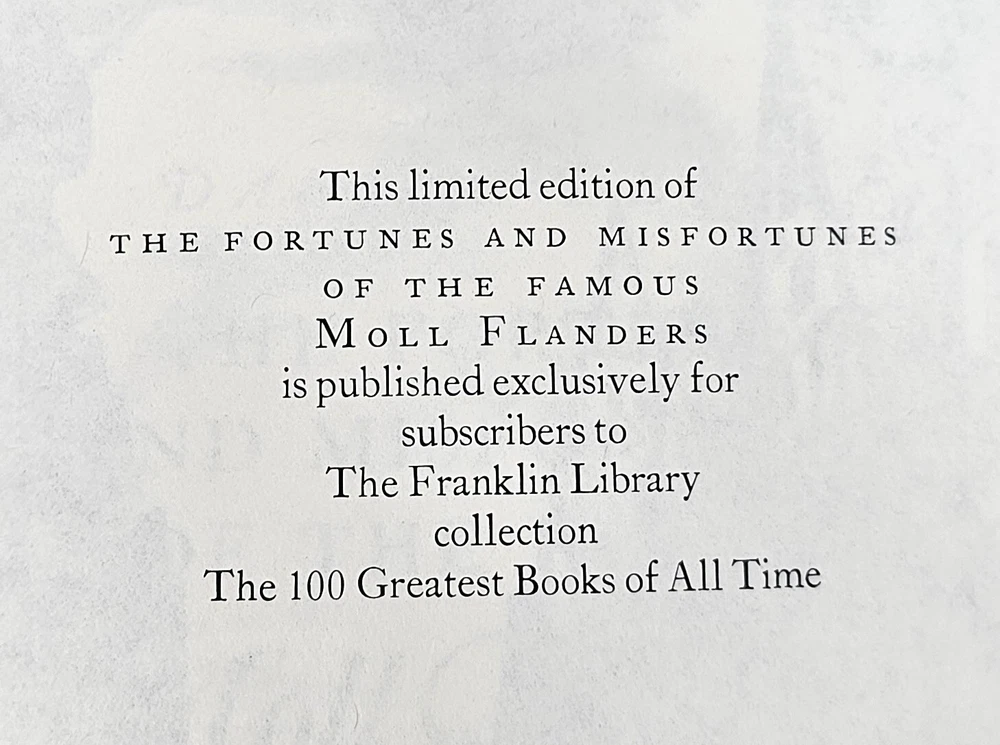 This limited edition of
THE FORTUNES AND MISFORTUNES
OF THE FAMOUS
MOLL FLANDERS
is published exclusively for
subscribers to
The Franklin Library
collection
The 100 Greatest Books of All Time